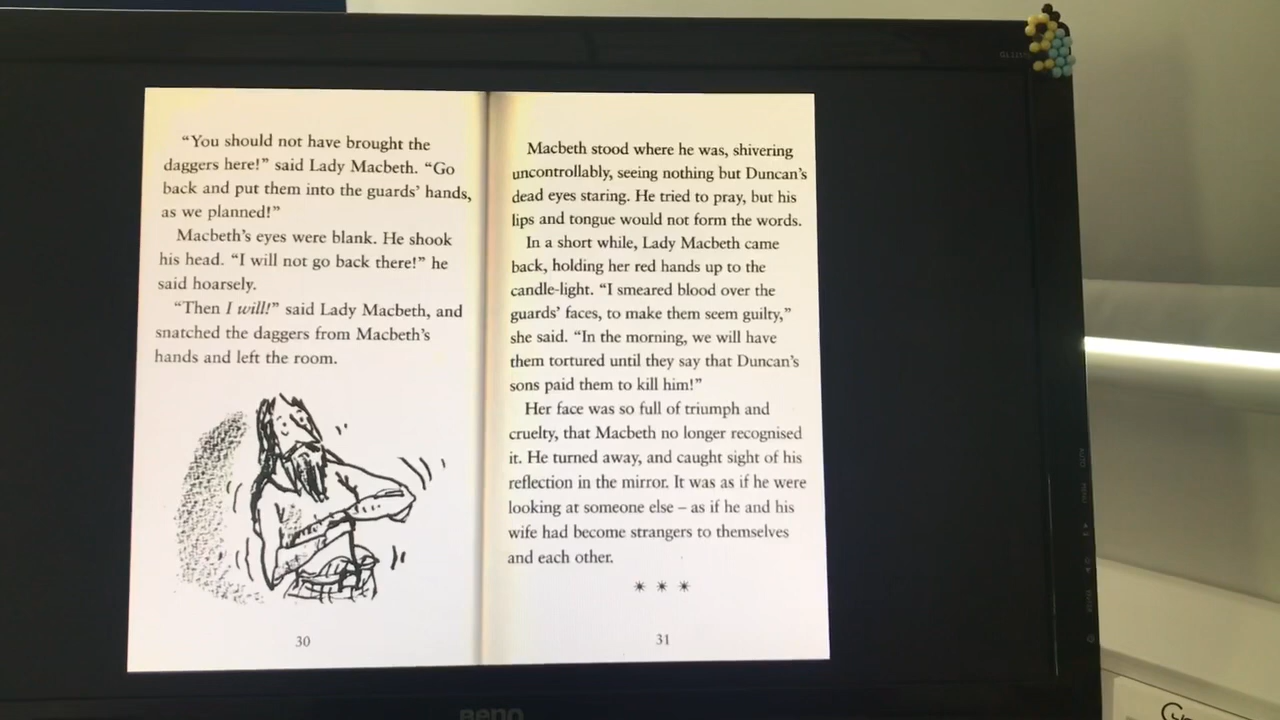 “You should not have brought the
daggers here!” said Lady Macbeth. “Go
back and put them into the guards’ hands,
as we planned!”
Macbeth’s eyes were blank. He shook
his head. “I will not go back there!” he
said hoarsely.
“Then I will!” said Lady Macbeth, and
snatched the daggers from Macbeth’s
hands and left the room.
30
Macbeth stood where he was, shivering
uncontrollably, seeing nothing but Duncan’s
dead eyes staring. He tried to pray, but his
lips and tongue would not form the words.
In a short while, Lady Macbeth came
back, holding her red hands up to the
candle-light. “I smeared blood over the
guards’ faces, to make them seem guilty,”
she said. “In the morning, we will have
them tortured until they say that Duncan’s
sons paid them to kill him!”
Her face was so full of triumph and
cruelty, that Macbeth no longer recognised
it. He turned away, and caught sight of his
reflection in the mirror. It was as if he were
looking at someone else – as if he and his
wife had become strangers to themselves
and each other.
✴ ✴ ✴
31
BenQ